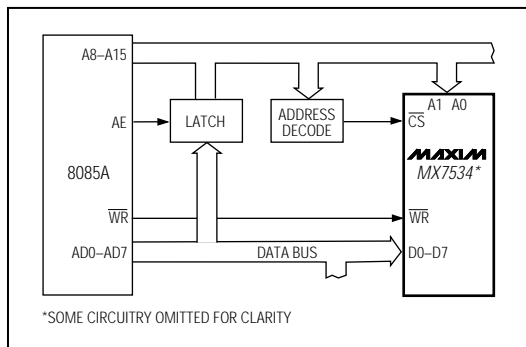 A8–A15
A1 A0
AE
LATCH
ADDRESS
DECODE
CS
MAXIM
MX7534*
8085A
WR
WR
AD0–AD7
DATA BUS
D0–D7
*SOME CIRCUITRY OMITTED FOR CLARITY